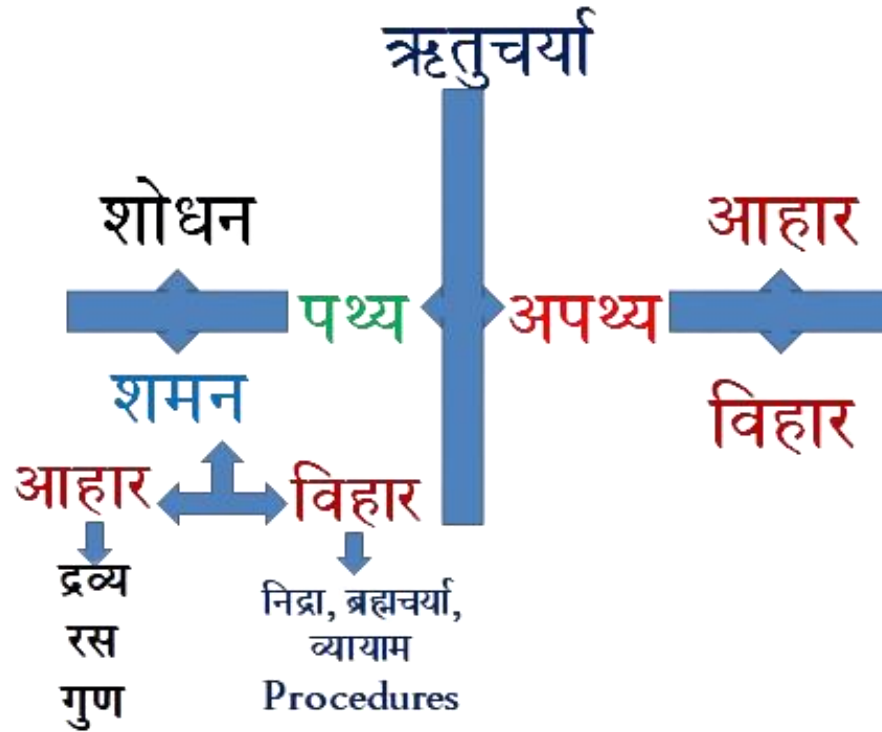 ऋतुचर्या
शोधन
आहार
पथ्य
अपथ्य
शमन
विहार
आहार
विहार
द्रव्य
रस
गुण
निद्रा, ब्रह्मचर्या,
व्यायाम
Procedures